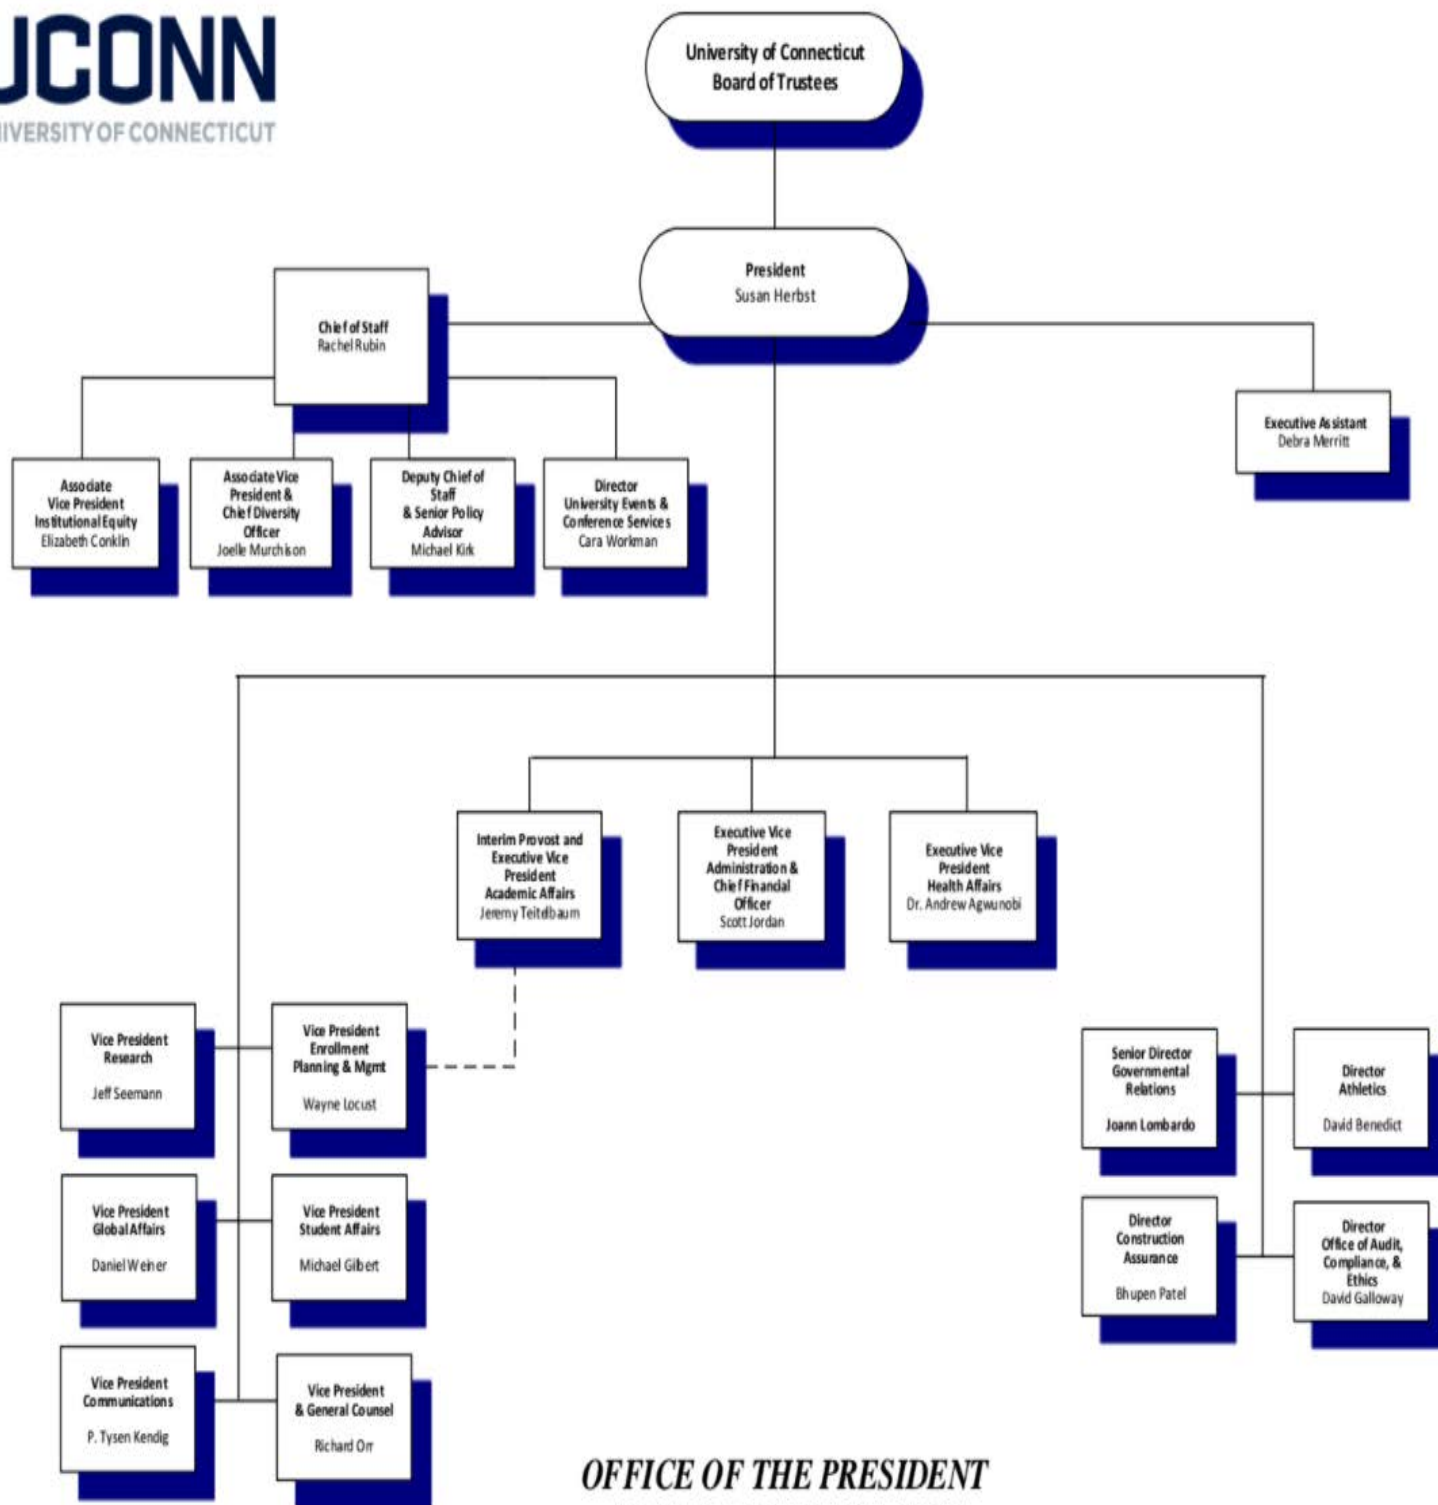 UCONN
UNIVERSITY OF CONNECTICUT
University of Connecticut
Board of Trustees
President
Susan Herbst
Chief of Staff
Rachel Rubin
Executive Assistant
Debra Merritt
Associate
Vice President
Institutional Equity
Elizabeth Conklin
Associate Vice
President &
Chief Diversity
Officer
Joelle Murchison
Deputy Chief of
Staff
& Senior Policy
Advisor
Michael Kirk
Director
University Events &
Conference Services
Cara Workman
Interim Provost and
Executive Vice
President
Academic Affairs
Jeremy Teitelbaum
Executive Vice
President
Administration &
Chief Financial
Officer
Scott Jordan
Executive Vice
President
Health Affairs
Dr. Andrew Agwunobi
Vice President
Research
Jeff Seemann
Vice President
Enrollment
Planning & Mgmt
Wayne Locust
Senior Director
Governmental
Relations
Joann Lombardo
Director
Athletics
David Benedict
Vice President
Global Affairs
Daniel Weiner
Vice President
Student Affairs
Michael Gilbert
Director
Construction
Assurance
Bhupen Patel
Director
Office of Audit,
Compliance, &
Ethics
David Galloway
Vice President
Communications
P. Tysen Kendig
Vice President
& General Counsel
Richard Orr
OFFICE OF THE PRESIDENT